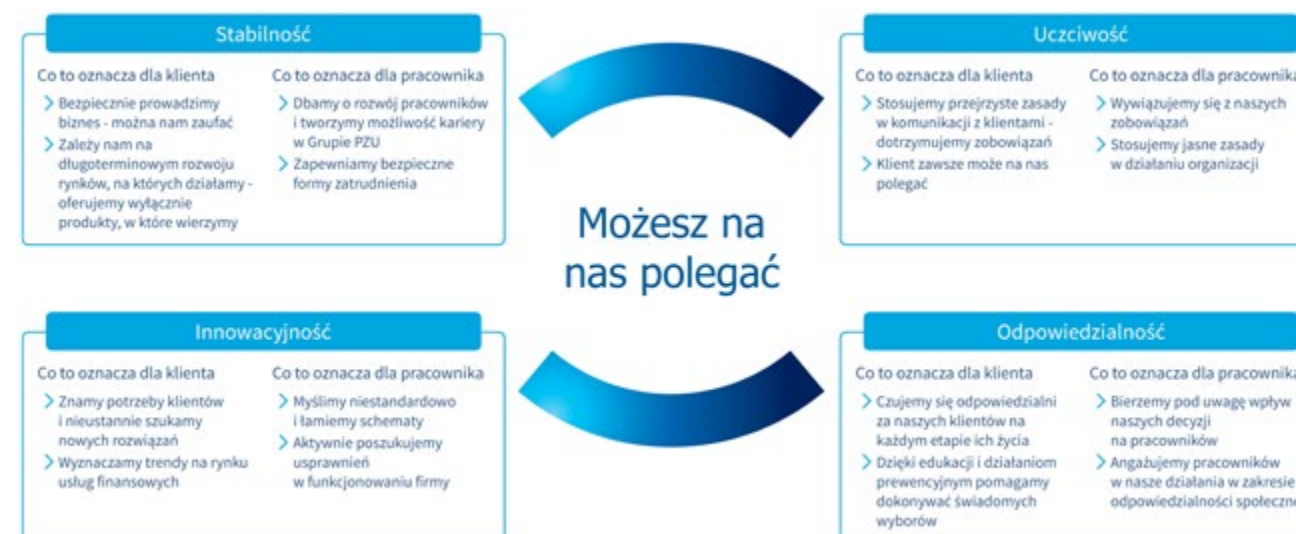 Stabilność
Co to oznacza dla klienta
Bezpiecznie prowadzimy
biznes - można nam zaufać
Zależy nam na
długoterminowym rozwoju
rynków, na których działamy -
oferujemy wyłącznie
produkty, w które wierzymy
Co to oznacza dla pracownika
Dbamy o rozwój pracowników
i tworzymy możliwość kariery
w Grupie PZU
Zapewniamy bezpieczne
formy zatrudnienia
Uczciwość
Co to oznacza dla klienta
Stosujemy przejrzyste zasady
w komunikacji z klientami -
dotrzymujemy zobowiązań
Klient zawsze może na nas
polegać
Co to oznacza dla pracownika
Wywiązujemy się z naszych
zobowiązań
Stosujemy jasne zasady
w działaniu organizacji
Możesz na
nas polegać
Innowacyjność
Co to oznacza dla klienta
Znamy potrzeby klientów
i nieustannie szukamy
nowych rozwiązań
Wyznaczamy trendy na rynku
usług finansowych
Co to oznacza dla pracownika
Myślimy niestandardowo
i łamiemy schematy
Aktywnie poszukujemy
usprawnień
w funkcjonowaniu firmy
Odpowiedzialność
Co to oznacza dla klienta
Czujemy się odpowiedzialni
za naszych klientów na
każdym etapie ich życia
Dzięki edukacji i działaniom
prewencyjnym pomagamy
dokonywać świadomych
wyborów
Co to oznacza dla pracownika
Bierzemy pod uwagę wpływ
naszych decyzji
na pracowników
Angażujemy pracowników
w nasze działania w zakresie
odpowiedzialności społeczne